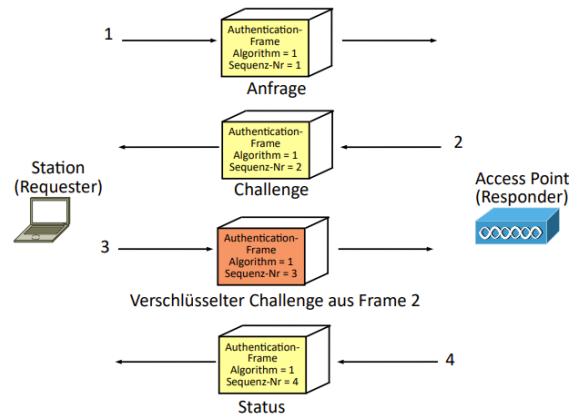 1
Authentication-
Frame
Algorithm = 1
Sequenz-Nr = 1
Anfrage
Authentication-
Frame
Algorithm = 1
Sequenz-Nr = 2
2
Challenge
Station
(Requester)
Access Point
(Responder)
3
Authentication-
Frame
Algorithm = 1
Sequenz-Nr = 3
Verschlüsselter Challenge aus Frame 2
Authentication-
Frame
Algorithm = 1
Sequenz-Nr = 4
4
Status